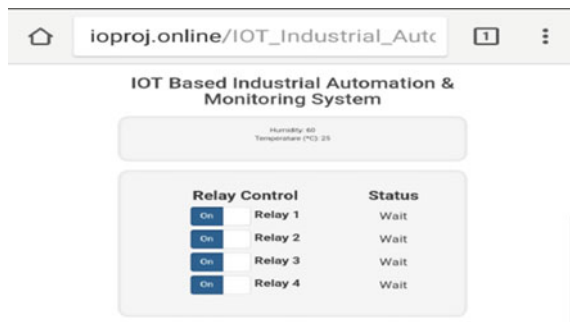 ioproj.online/IOT_Industrial_Auto
1
IOT Based Industrial Automation &
Monitoring System
Humidity: 60
Temperature (°C): 25
Relay Control Status
On Relay 1 Wait
On Relay 2 Wait
On Relay 3 Wait
On Relay 4 Wait